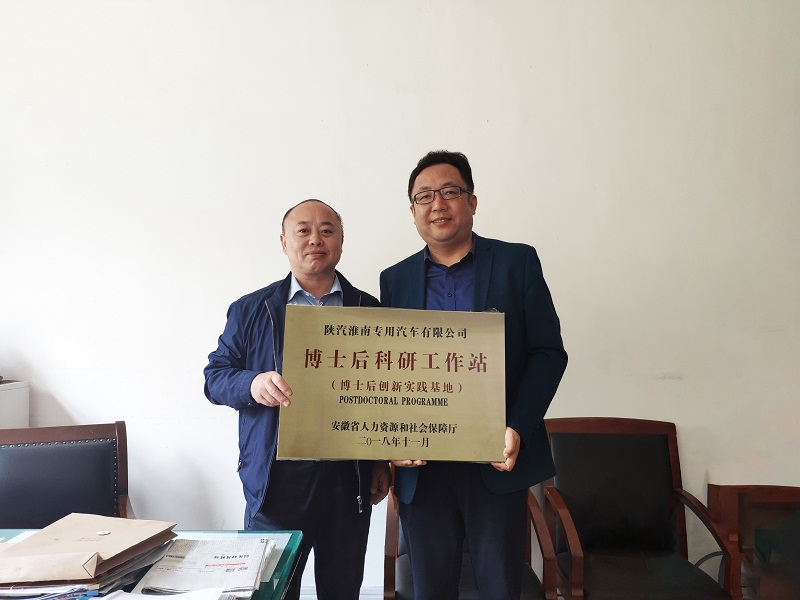 陕汽淮南专用汽车有限公司
博士后科研工作站
（博士后创新实践基地）
POSTDOCTORAL PROGRAMME
安徽省人力资源和社会保障厅
二〇一八年十一月